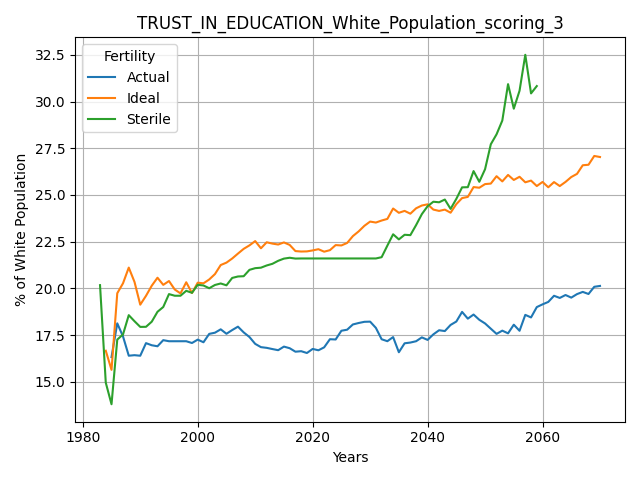 TRUST_IN_EDUCATION_White_Population_scoring_3
Fertility
Actual
Ideal
Sterile
% of White Population
32.5
30.0
27.5
25.0
22.5
20.0
17.5
15.0
1980
2000
2020
2040
2060
Years